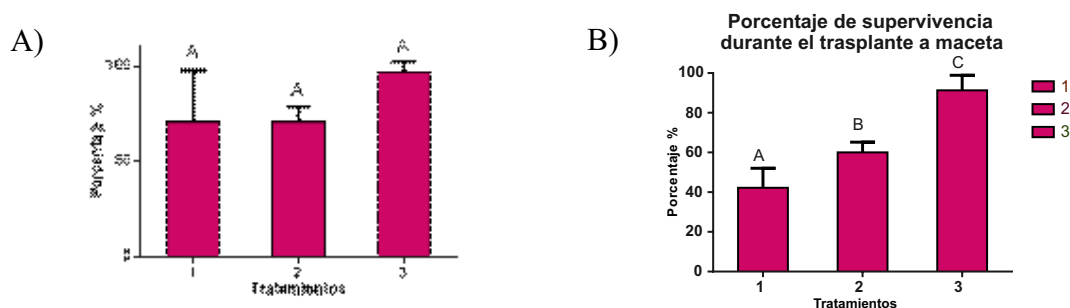 A)
A
A
A
Porcentaje %
1
2
3
Tratamientos
B)
Porcentaje de supervivencia
durante el trasplante a maceta
100
80
60
40
20
0
Porcentaje %
A
B
C
1
2
3
Tratamientos
1
2
3